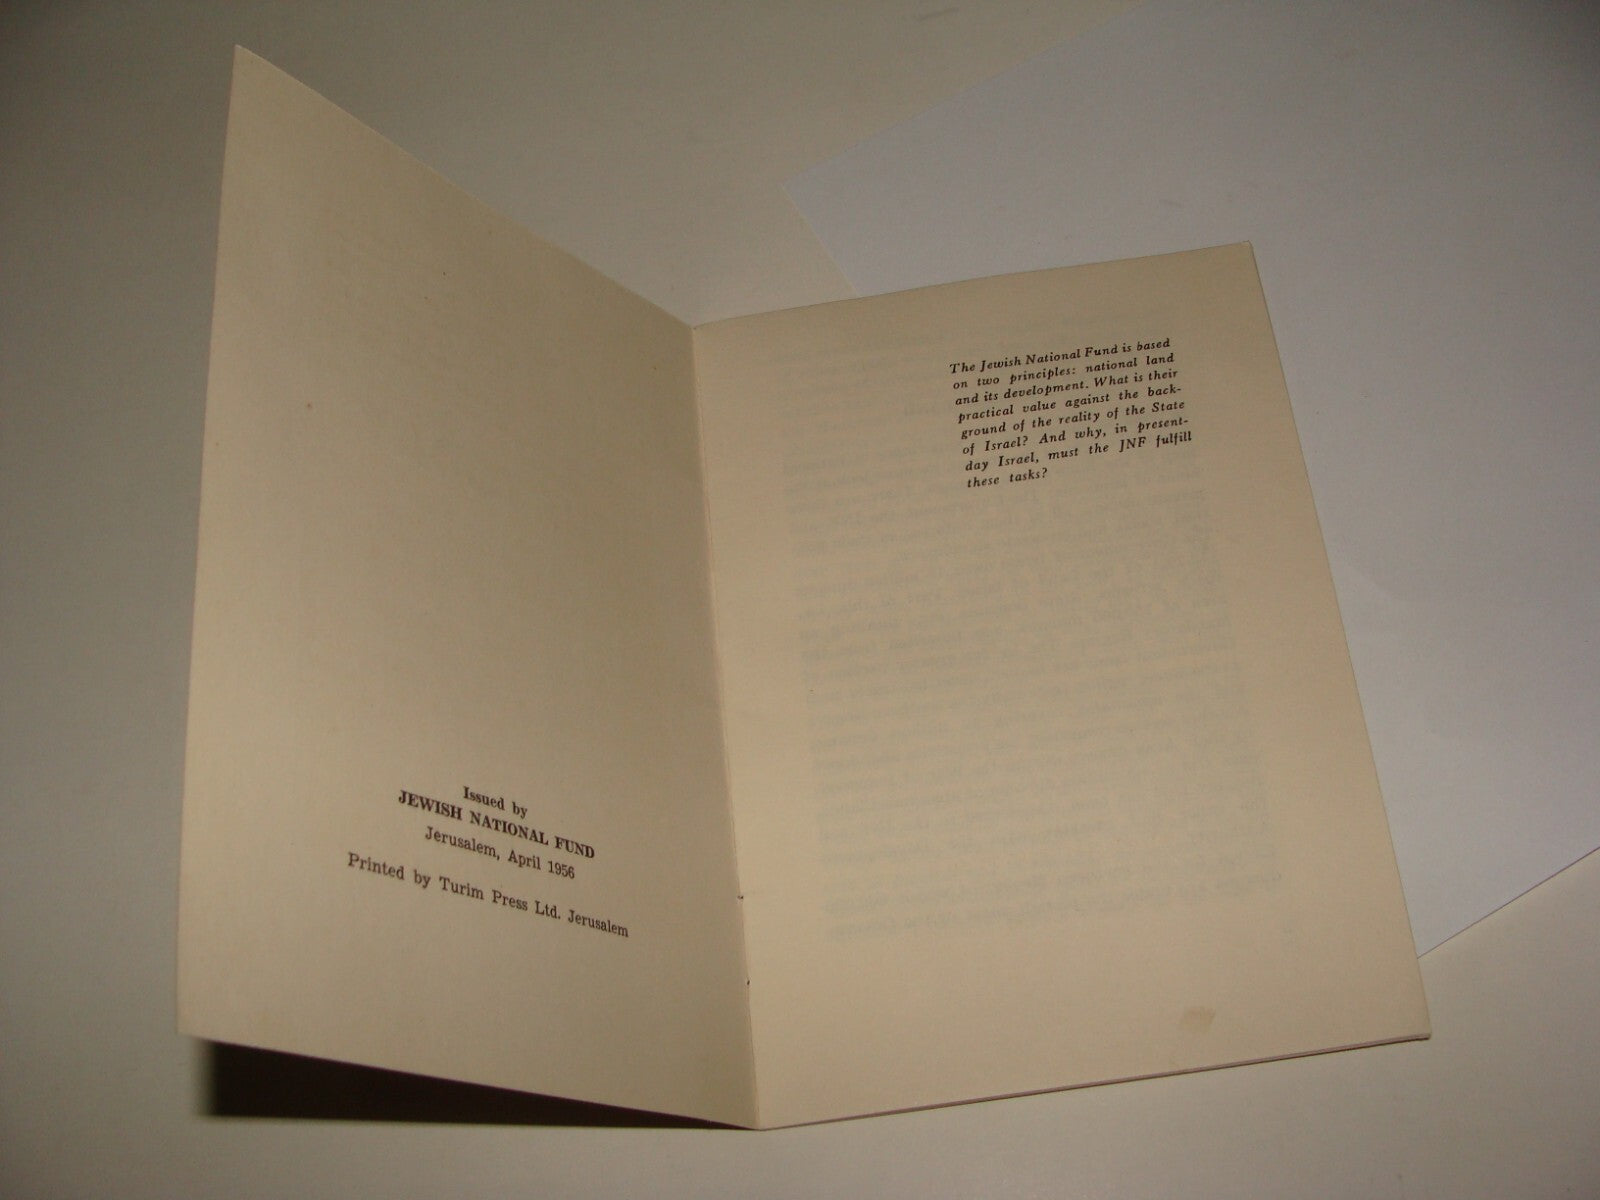 Issued by
JEWISH NATIONAL FUND
Jerusalem, April 1956
Printed by Turim Press Ltd. Jerusalem
The Jewish National Fund is based
on two principles: national land
and its development. What is their
practical value against the back-
ground of the reality of the State
of Israel? And why, in present-
day Israel, must the JNF fulfill
these tasks?